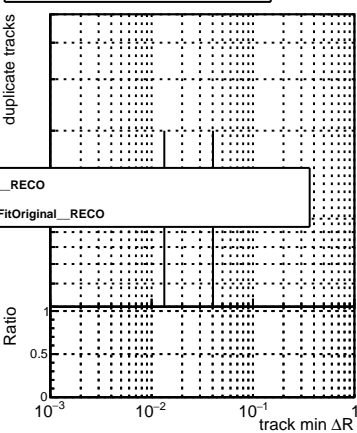 duplicate tracks
__RECO
FitOriginal__RECO
Ratio
1
0.5
0
10⁻³ 10⁻² 10⁻¹ 1
track min ΔR